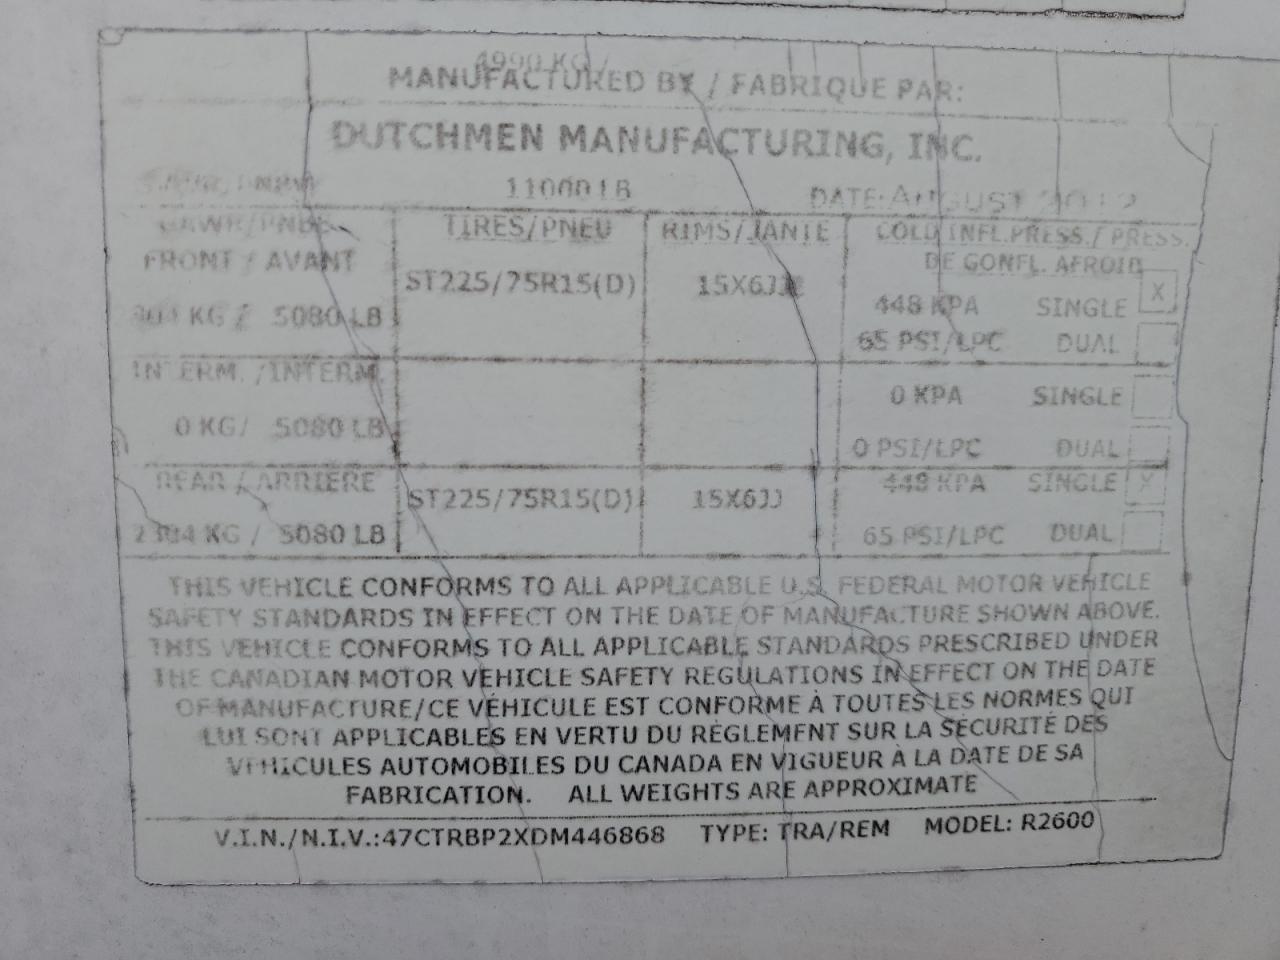 4990 KG /
MANUFACTURED BY / FABRIQUE PAR:
DUTCHMEN MANUFACTURING, INC.
11000 LB DATE: AUGUST 2012
GAWR/PNBE TIRES/PNEU RIMS/JANTE COLD INFL.PRESS./ PRESS.
DE GONFL. AFROID
FRONT / AVANT ST225/75R15(D) 15X6JJ 448 KPA SINGLE X
KG / 5080 LB 65 PSI/LPC DUAL
INTERM. /INTERM. 0 KPA SINGLE
0 KG/ 5080 LB 0 PSI/LPC DUAL
REAR / ARRIERE ST225/75R15(D) 15X6JJ 448 KPA SINGLE X
2304 KG / 5080 LB 65 PSI/LPC DUAL
THIS VEHICLE CONFORMS TO ALL APPLICABLE U.S. FEDERAL MOTOR VEHICLE
SAFETY STANDARDS IN EFFECT ON THE DATE OF MANUFACTURE SHOWN ABOVE.
THIS VEHICLE CONFORMS TO ALL APPLICABLE STANDARDS PRESCRIBED UNDER
THE CANADIAN MOTOR VEHICLE SAFETY REGULATIONS IN EFFECT ON THE DATE
OF MANUFACTURE/CE VÉHICULE EST CONFORME À TOUTES LES NORMES QUI
LUI SONT APPLICABLES EN VERTU DU RÈGLEMENT SUR LA SÉCURITÉ DES
VÉHICULES AUTOMOBILES DU CANADA EN VIGUEUR À LA DATE DE SA
FABRICATION. ALL WEIGHTS ARE APPROXIMATE
V.I.N./N.I.V.:47CTRBP2XDM446868 TYPE: TRA/REM MODEL: R2600